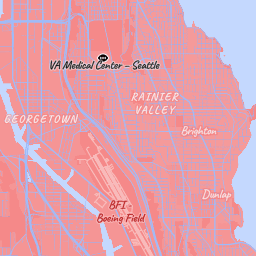 VA Medical Center - Seattle
RAINIER
VALLEY
GEORGETOWN
Brighton
Dunlap
BFI
Boeing Field